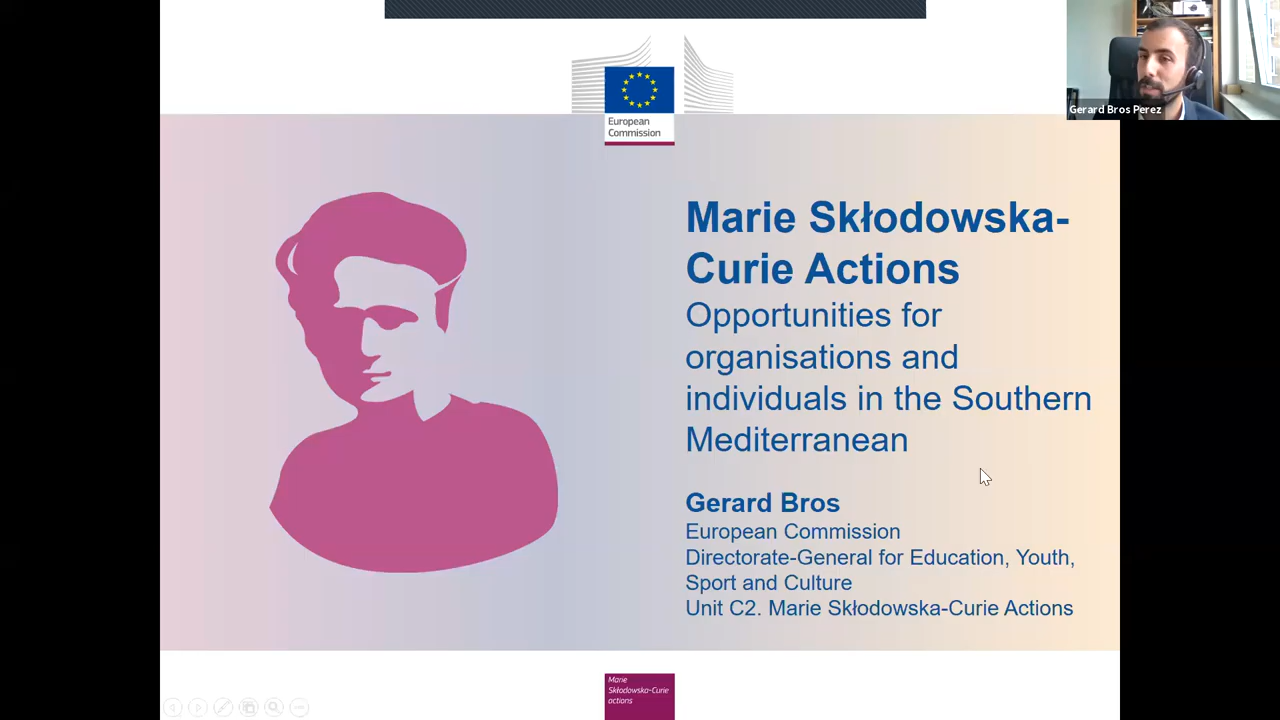 European
Commission
Gerard Bros Perez
Marie Skłodowska-
Curie Actions
Opportunities for
organisations and
individuals in the Southern
Mediterranean
Gerard Bros
European Commission
Directorate-General for Education, Youth,
Sport and Culture
Unit C2. Marie Skłodowska-Curie Actions
Marie
Skłodowska-Curie
actions